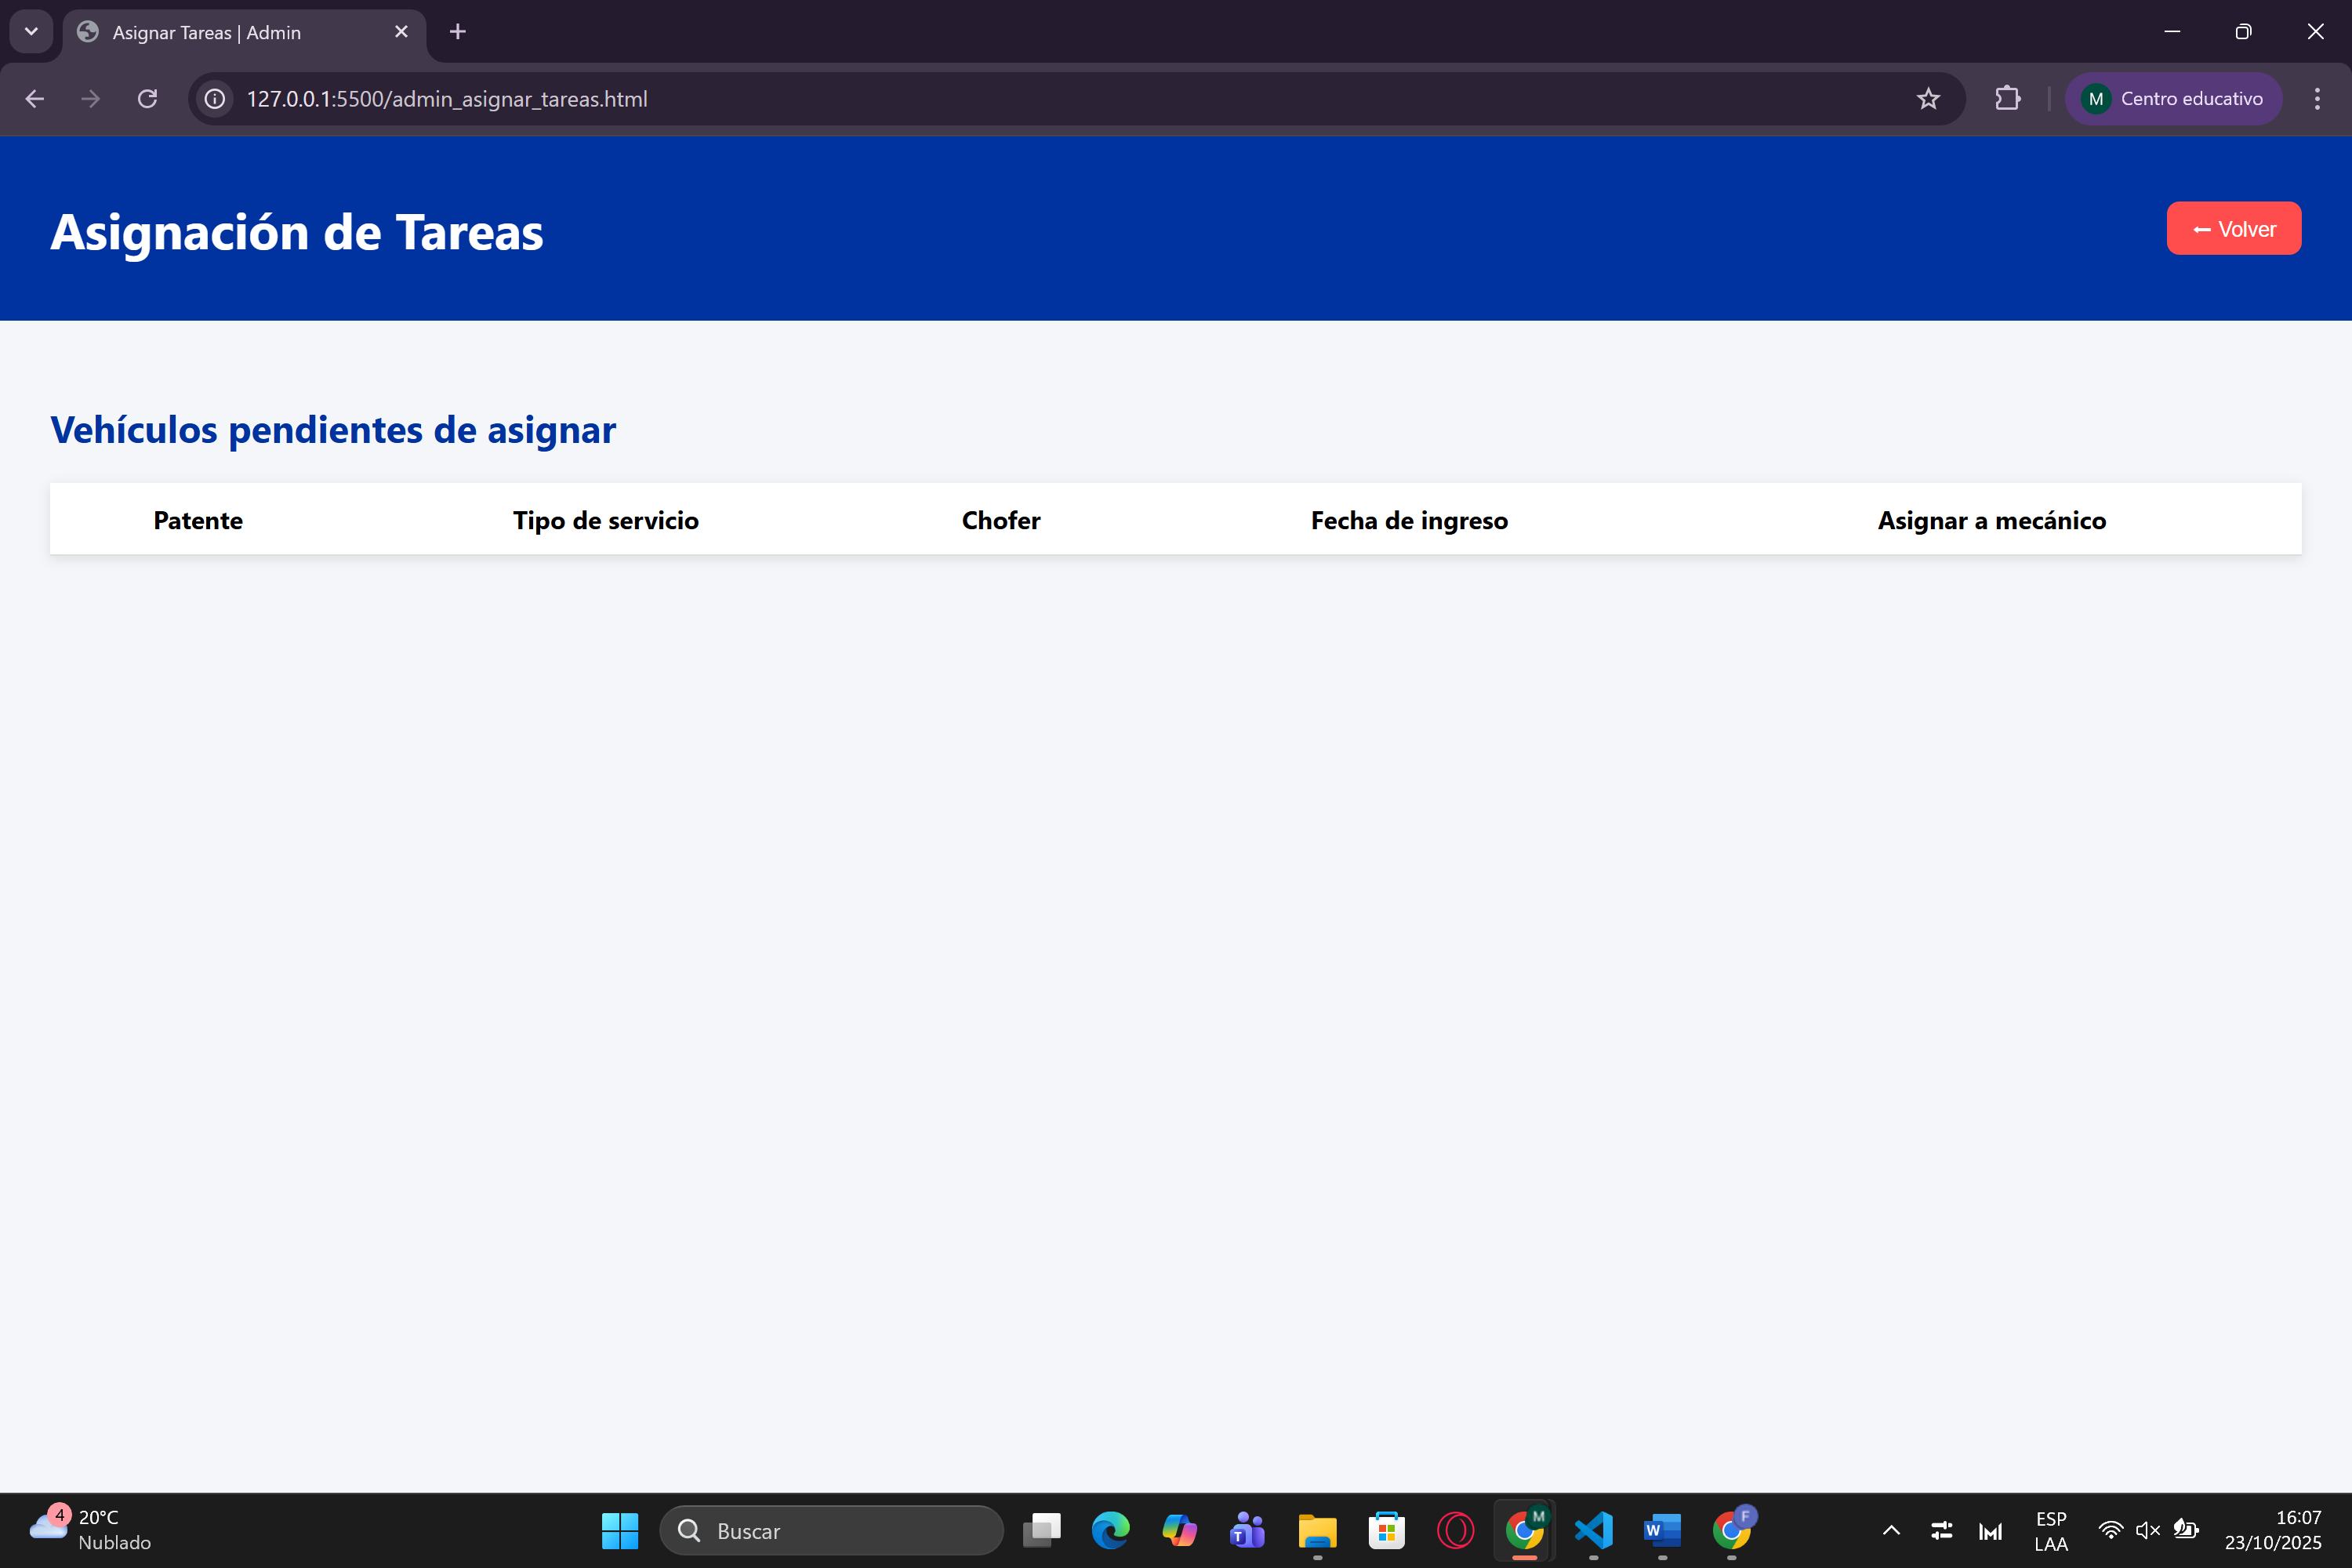 Asignar Tareas | Admin
127.0.0.1:5500/admin_asignar_tareas.html
M Centro educativo
Asignación de Tareas
← Volver
Vehículos pendientes de asignar
Patente Tipo de servicio Chofer Fecha de ingreso Asignar a mecánico
4 20°C
Nublado
Buscar
T
M
W
F
ESP
LAA
16:07
23/10/2025